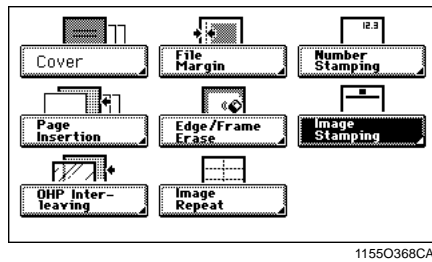 12.3
Cover
File
Margin
Number
Stamping
Page
Insertion
Edge/Frame
Erase
Image
Stamping
OHP Inter-
leaving
Image
Repeat
1155O368CA